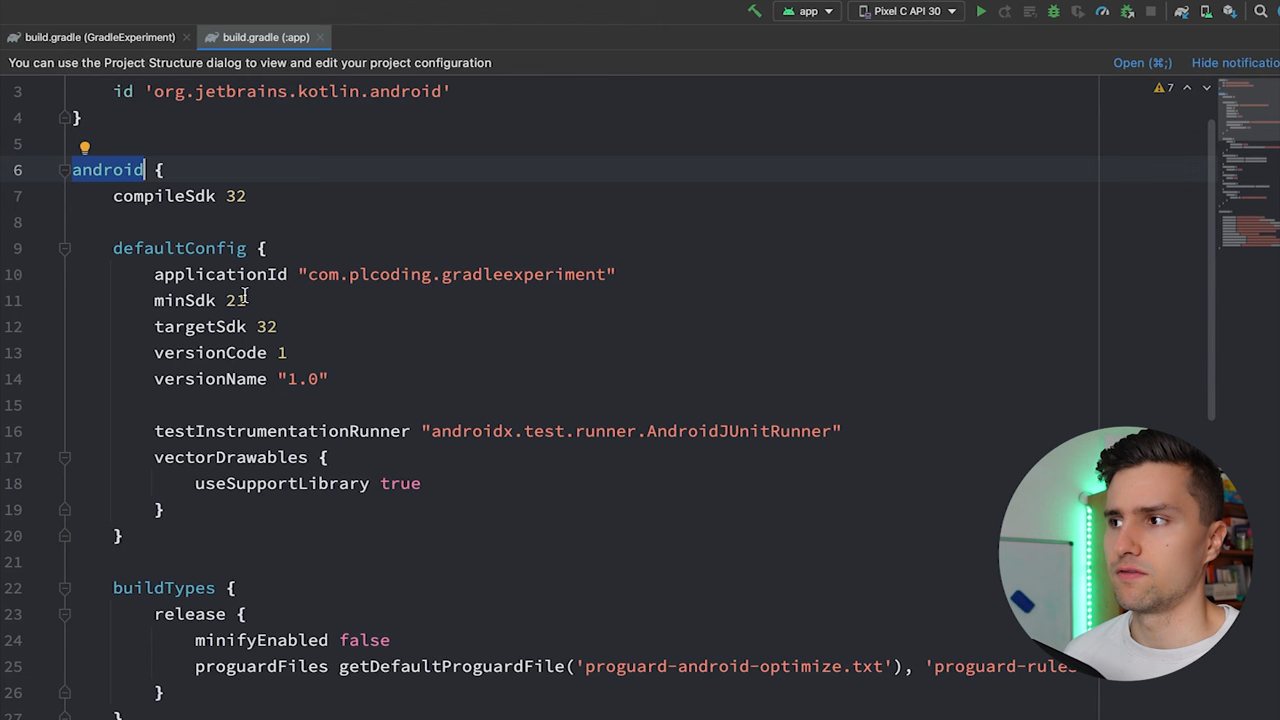 app
Pixel C API 30
build.gradle (GradleExperiment)
build.gradle (:app)
You can use the Project Structure dialog to view and edit your project configuration
Open (⌘;)
Hide notificatio
3 id 'org.jetbrains.kotlin.android'
7
4 }
5
6 android {
7 compileSdk 32
8
9 defaultConfig {
10 applicationId "com.plcoding.gradleexperiment"
11 minSdk 21
12 targetSdk 32
13 versionCode 1
14 versionName "1.0"
15
16 testInstrumentationRunner "androidx.test.runner.AndroidJUnitRunner"
17 vectorDrawables {
18 useSupportLibrary true
19 }
20 }
21
22 buildTypes {
23 release {
24 minifyEnabled false
25 proguardFiles getDefaultProguardFile('proguard-android-optimize.txt'), 'proguard-rules
26 }
27 }